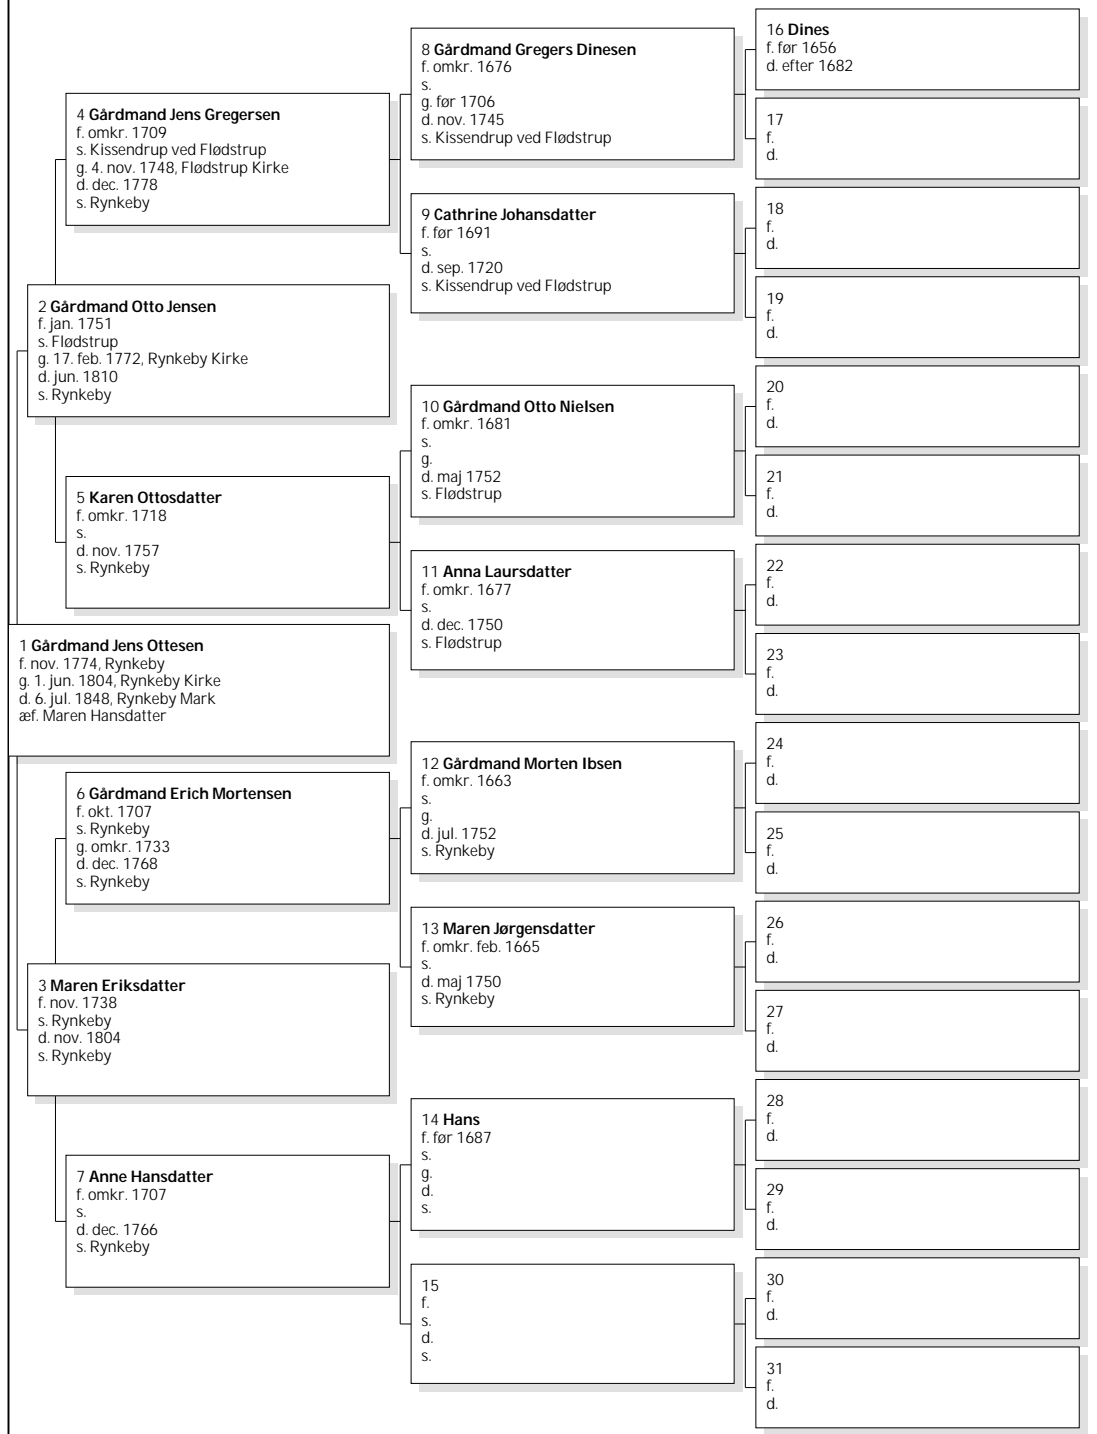 16 Dines
f. før 1656
d. efter 1682
8 Gårdmand Gregers Dinesen
f. omkr. 1676
s.
g. før 1706
d. nov. 1745
s. Kissendrup ved Flødstrup
17
f.
d.
4 Gårdmand Jens Gregersen
f. omkr. 1709
s. Kissendrup ved Flødstrup
g. 4. nov. 1748, Flødstrup Kirke
d. dec. 1778
s. Rynkeby
18
f.
d.
9 Cathrine Johansdatter
f. før 1691
s.
d. sep. 1720
s. Kissendrup ved Flødstrup
19
f.
d.
2 Gårdmand Otto Jensen
f. jan. 1751
s. Flødstrup
g. 17. feb. 1772, Rynkeby Kirke
d. jun. 1810
s. Rynkeby
20
f.
d.
10 Gårdmand Otto Nielsen
f. omkr. 1681
s.
g.
d. maj 1752
s. Flødstrup
21
f.
d.
5 Karen Ottosdatter
f. omkr. 1718
s.
d. nov. 1757
s. Rynkeby
22
f.
d.
11 Anna Laursdatter
f. omkr. 1677
s.
d. dec. 1750
s. Flødstrup
23
f.
d.
1 Gårdmand Jens Ottesen
f. nov. 1774, Rynkeby
g. 1. jun. 1804, Rynkeby Kirke
d. 6. jul. 1848, Rynkeby Mark
æf. Maren Hansdatter
24
f.
d.
12 Gårdmand Morten Ibsen
f. omkr. 1663
s.
g.
d. jul. 1752
s. Rynkeby
25
f.
d.
6 Gårdmand Erich Mortensen
f. okt. 1707
s. Rynkeby
g. omkr. 1733
d. dec. 1768
s. Rynkeby
26
f.
d.
13 Maren Jørgensdatter
f. omkr. feb. 1665
s.
d. maj 1750
s. Rynkeby
27
f.
d.
3 Maren Eriksdatter
f. nov. 1738
s. Rynkeby
d. nov. 1804
s. Rynkeby
28
f.
d.
14 Hans
f. før 1687
s.
g.
d.
s.
29
f.
d.
7 Anne Hansdatter
f. omkr. 1707
s.
d. dec. 1766
s. Rynkeby
30
f.
d.
15
f.
s.
d.
s.
31
f.
d.